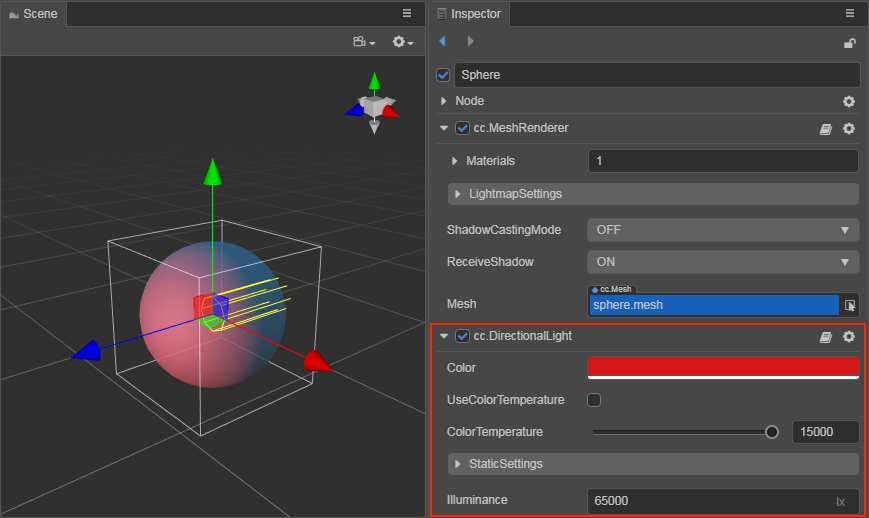 Scene
Inspector
Sphere
Node
cc.MeshRenderer
Materials 1
LightmapSettings
ShadowCastingMode OFF
ReceiveShadow ON
cc.Mesh
Mesh sphere.mesh
cc.DirectionalLight
Color
UseColorTemperature
ColorTemperature 15000
StaticSettings
Illuminance 65000 lx